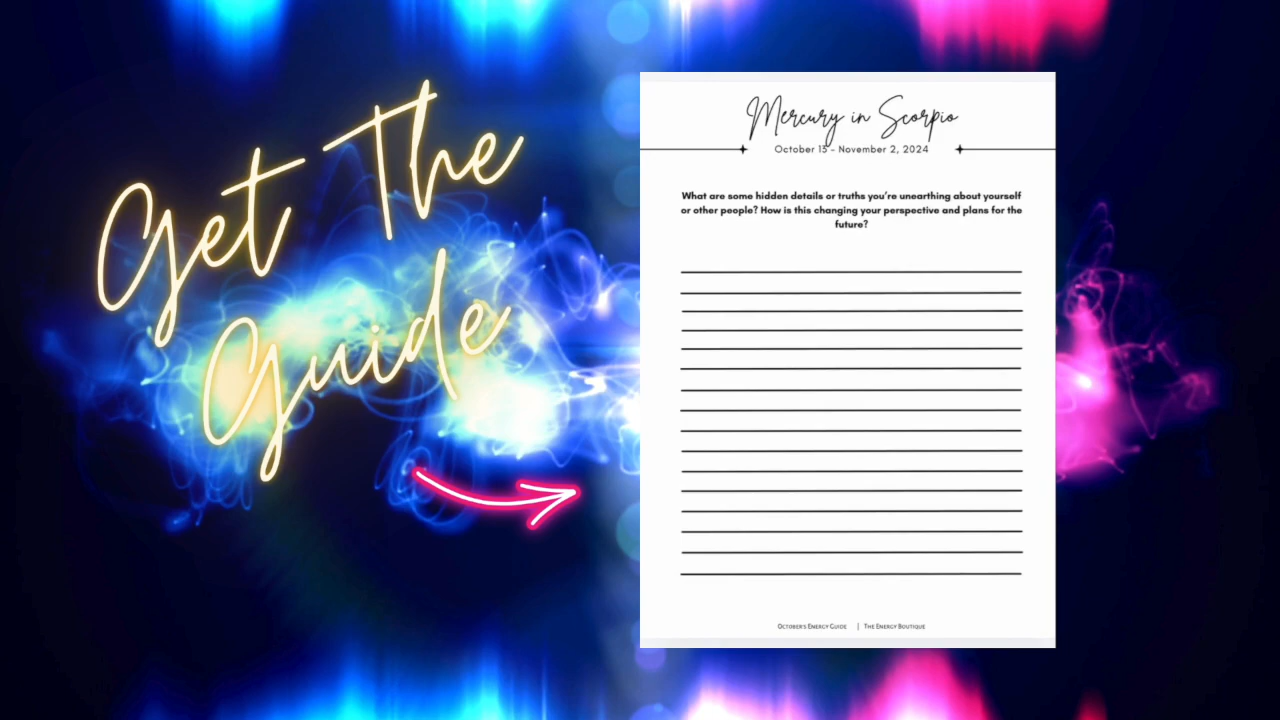 Get The
Guide
Mercury in Scorpio
October 15 - November 2, 2024
What are some hidden details or truths you're unearthing about yourself
or other people? How is this changing your perspective and plans for the
future?
October's Energy Guide | The Energy Boutique